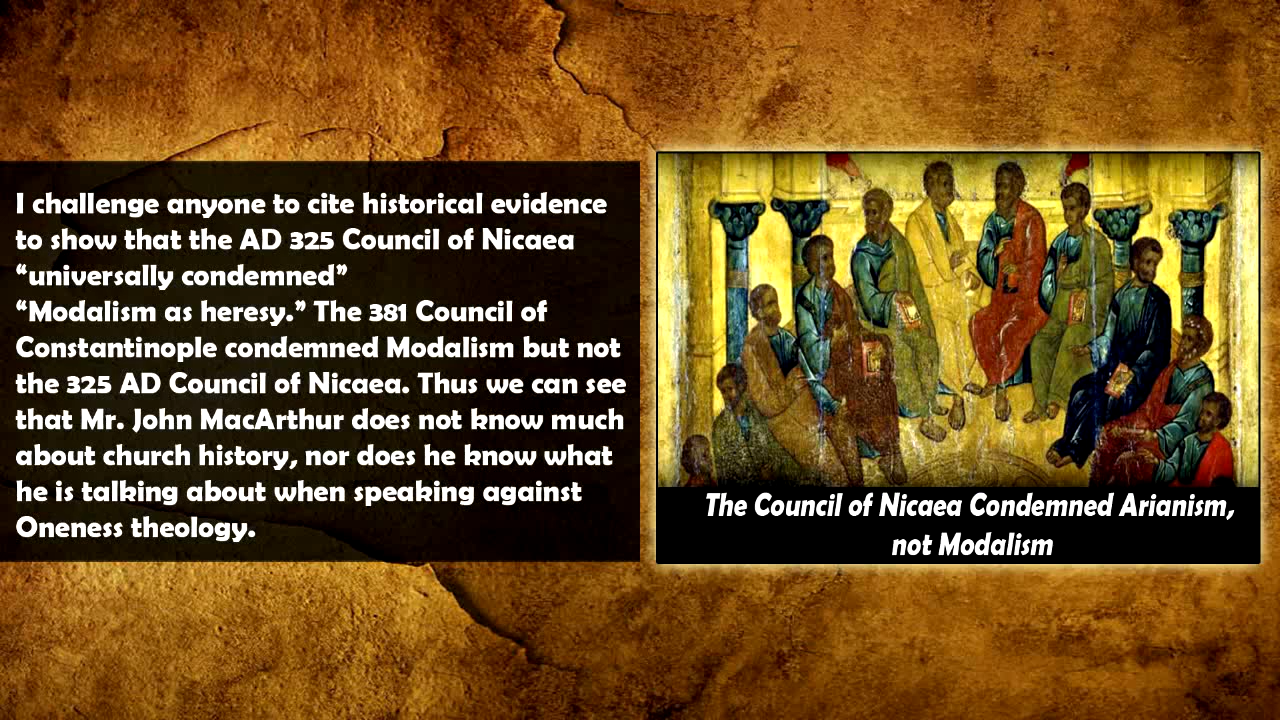 I challenge anyone to cite historical evidence
to show that the AD 325 Council of Nicaea
“universally condemned”
“Modalism as heresy.” The 381 Council of
Constantinople condemned Modalism but not
the 325 AD Council of Nicaea. Thus we can see
that Mr. John MacArthur does not know much
about church history, nor does he know what
he is talking about when speaking against
Oneness theology.
The Council of Nicaea Condemned Arianism,
not Modalism